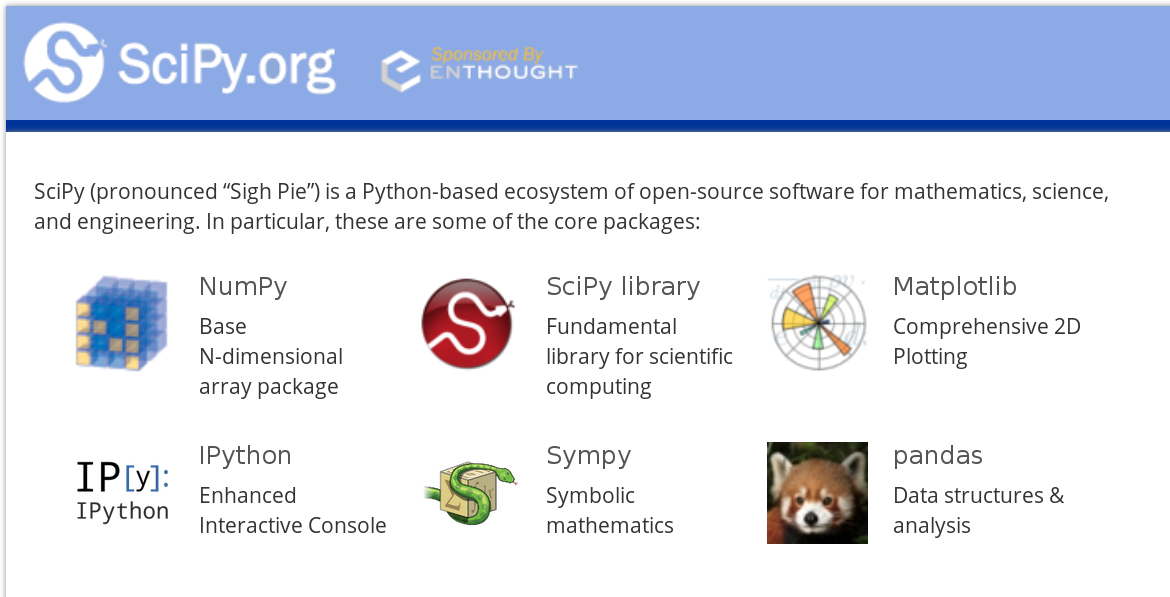 SciPy.org
Sponsored By
ENTHOUGHT
SciPy (pronounced “Sigh Pie”) is a Python-based ecosystem of open-source software for mathematics, science,
and engineering. In particular, these are some of the core packages:
NumPy
Base
N-dimensional
array package
SciPy library
Fundamental
library for scientific
computing
Matplotlib
Comprehensive 2D
Plotting
IP[y]:
IPython
IPython
Enhanced
Interactive Console
Sympy
Symbolic
mathematics
pandas
Data structures &
analysis